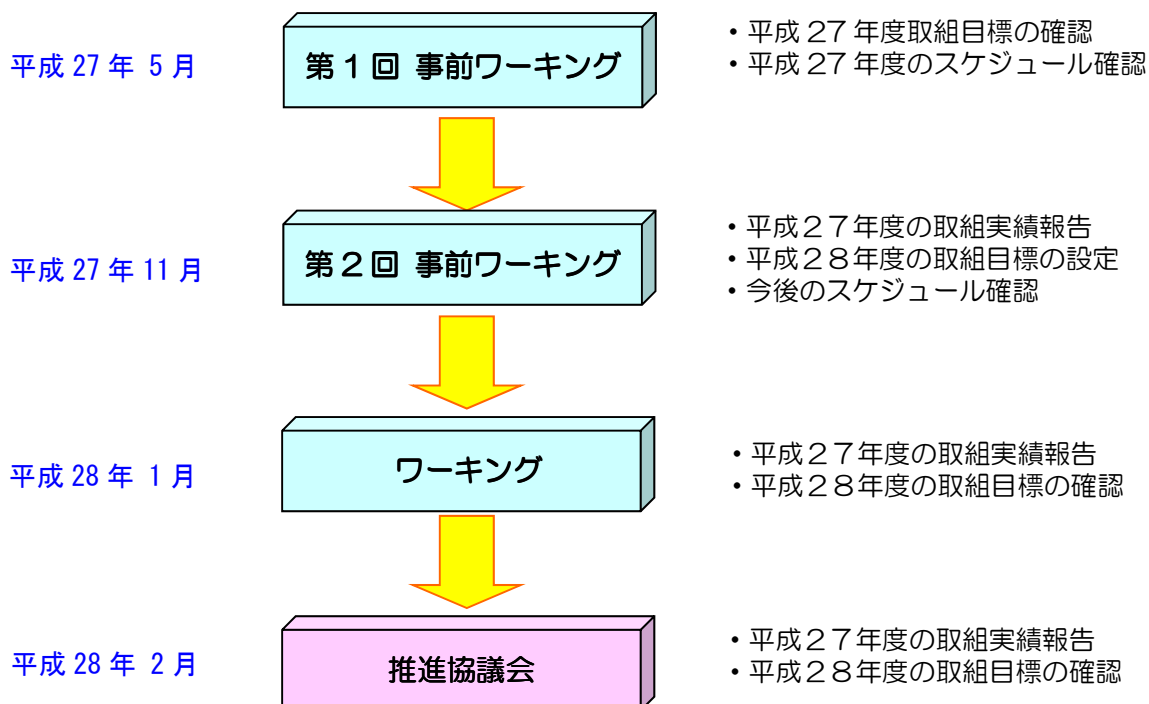 平成 27 年 5 月
第１回 事前ワーキング
・平成 27 年度取組目標の確認
・平成 27 年度のスケジュール確認
平成 27 年 11 月
第２回 事前ワーキング
・平成２７年度の取組実績報告
・平成２８年度の取組目標の設定
・今後のスケジュール確認
平成 28 年 1 月
ワーキング
・平成２７年度の取組実績報告
・平成２８年度の取組目標の確認
平成 28 年 2 月
推進協議会
・平成２７年度の取組実績報告
・平成２８年度の取組目標の確認